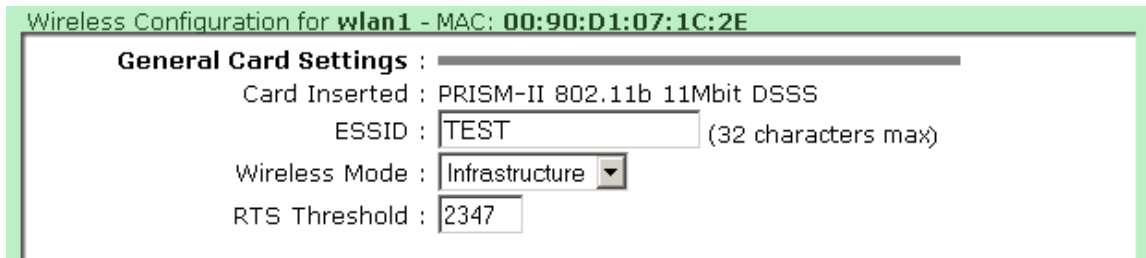 Wireless Configuration for wlan1 - MAC: 00:90:D1:07:1C:2E
General Card Settings :
Card Inserted : PRISM-II 802.11b 11Mbit DSSS
ESSID : TEST (32 characters max)
Wireless Mode : Infrastructure
RTS Threshold : 2347